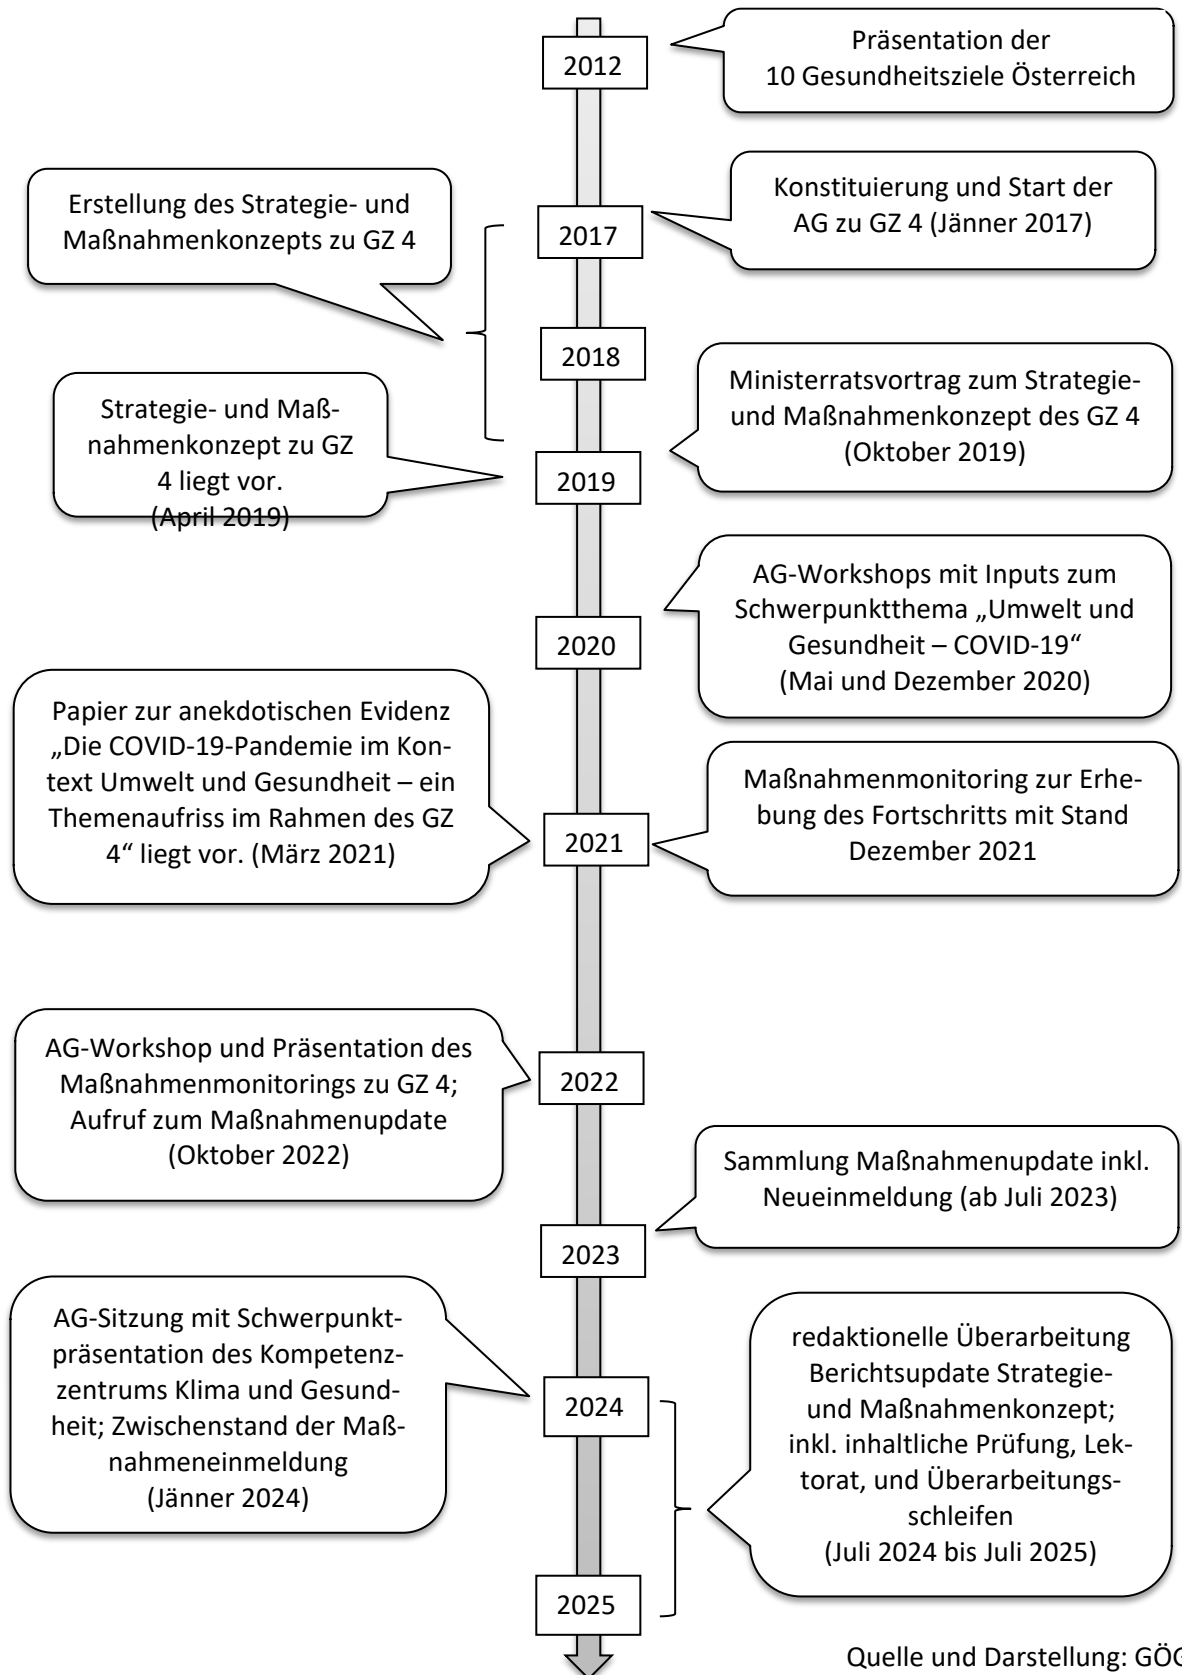 2012
Präsentation der
10 Gesundheitsziele Österreich
Konstituierung und Start der
AG zu GZ 4 (Jänner 2017)
Erstellung des Strategie- und
Maßnahmenkonzepts zu GZ 4
2017
2018
Ministerratsvortrag zum Strategie-
und Maßnahmenkonzept des GZ 4
(Oktober 2019)
Strategie- und Maß-
nahmenkonzept zu GZ
4 liegt vor.
(April 2019)
2019
AG-Workshops mit Inputs zum
Schwerpunktthema „Umwelt und
Gesundheit – COVID-19“
(Mai und Dezember 2020)
2020
Papier zur anekdotischen Evidenz
„Die COVID-19-Pandemie im Kon-
text Umwelt und Gesundheit – ein
Themenaufriss im Rahmen des GZ
4“ liegt vor. (März 2021)
2021
Maßnahmenmonitoring zur Erhe-
bung des Fortschritts mit Stand
Dezember 2021
AG-Workshop und Präsentation des
Maßnahmenmonitorings zu GZ 4;
Aufruf zum Maßnahmenupdate
(Oktober 2022)
2022
Sammlung Maßnahmenupdate inkl.
Neueinmeldung (ab Juli 2023)
2023
AG-Sitzung mit Schwerpunkt-
präsentation des Kompetenz-
zentrums Klima und Gesund-
heit; Zwischenstand der Maß-
nahmeneinmeldung
(Jänner 2024)
2024
redaktionelle Überarbeitung
Berichtsupdate Strategie-
und Maßnahmenkonzept;
inkl. inhaltliche Prüfung, Lek-
torat, und Überarbeitungs-
schleifen
(Juli 2024 bis Juli 2025)
2025
Quelle und Darstellung: GÖG